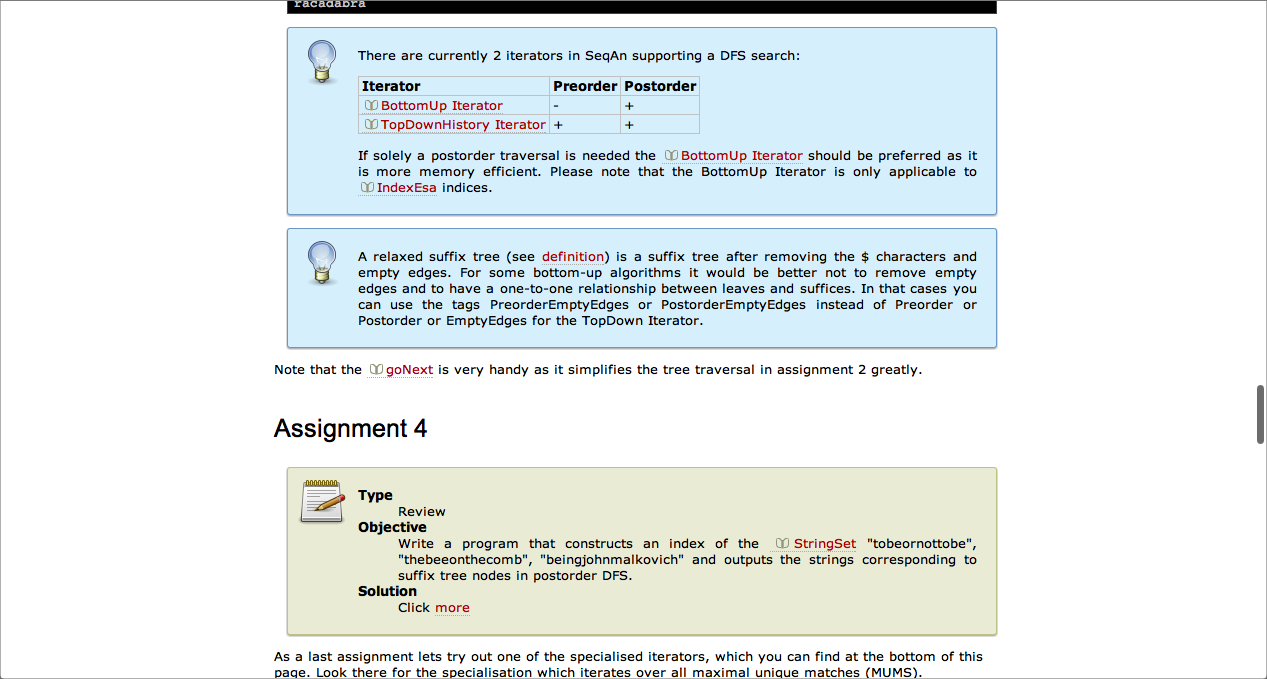 racadabra
There are currently 2 iterators in SeqAn supporting a DFS search:
Iterator Preorder Postorder
BottomUp Iterator - +
TopDownHistory Iterator + +
If solely a postorder traversal is needed the BottomUp Iterator should be preferred as it
is more memory efficient. Please note that the BottomUp Iterator is only applicable to
IndexEsa indices.
A relaxed suffix tree (see definition) is a suffix tree after removing the $ characters and
empty edges. For some bottom-up algorithms it would be better not to remove empty
edges and to have a one-to-one relationship between leaves and suffices. In that cases you
can use the tags PreorderEmptyEdges or PostorderEmptyEdges instead of Preorder or
Postorder or EmptyEdges for the TopDown Iterator.
Note that the goNext is very handy as it simplifies the tree traversal in assignment 2 greatly.
Assignment 4
Type
Review
Objective
Write a program that constructs an index of the StringSet "tobeornottobe",
"thebeeonthecomb", "beingjohnmalkovich" and outputs the strings corresponding to
suffix tree nodes in postorder DFS.
Solution
Click more
As a last assignment lets try out one of the specialised iterators, which you can find at the bottom of this
page. Look there for the specialisation which iterates over all maximal unique matches (MUMS).